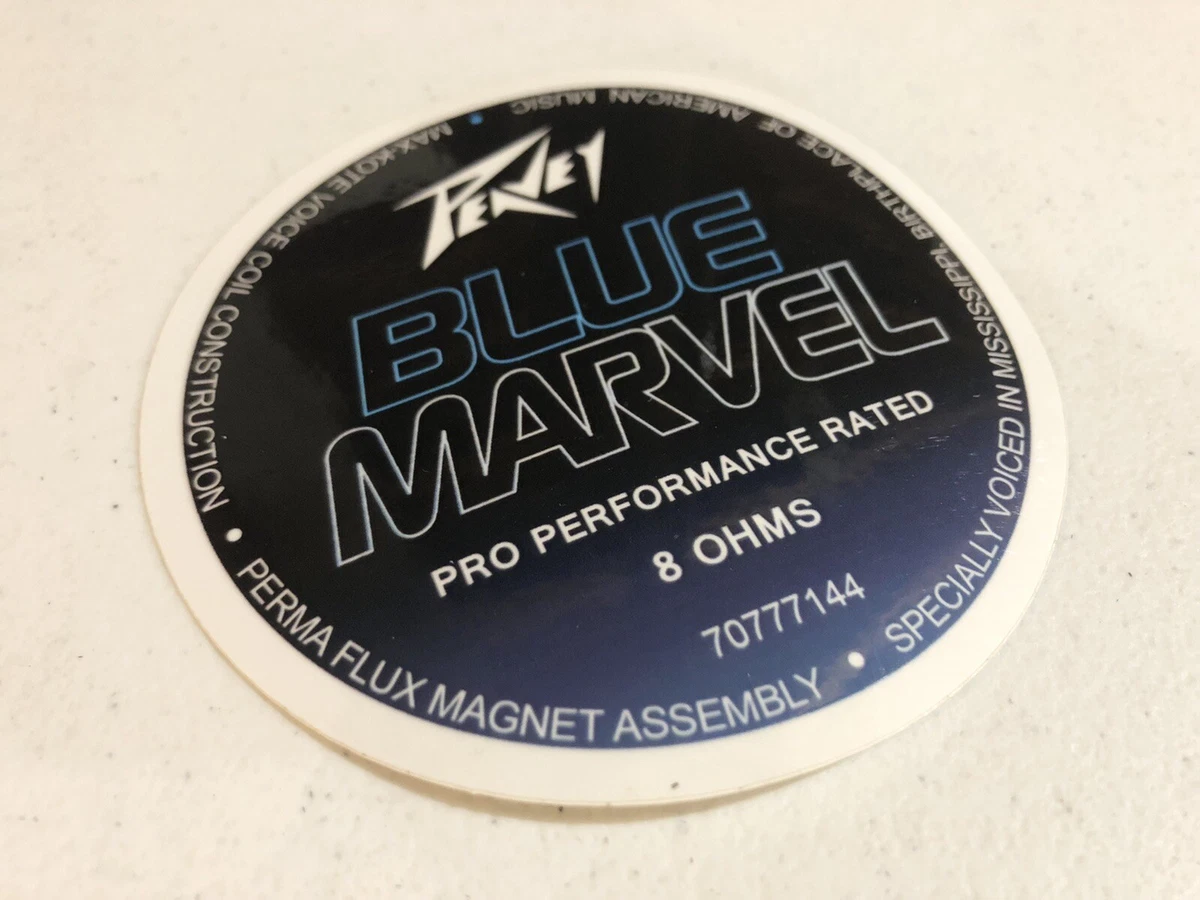 PEAVEY
BLUE
MARVEL
PRO PERFORMANCE RATED
8 OHMS
70777144
MAX-KOTE VOICE COIL CONSTRUCTION • PERMA FLUX MAGNET ASSEMBLY • SPECIALLY VOICED IN MISSISSIPPI, BIRTHPLACE OF AMERICAN MUSIC •